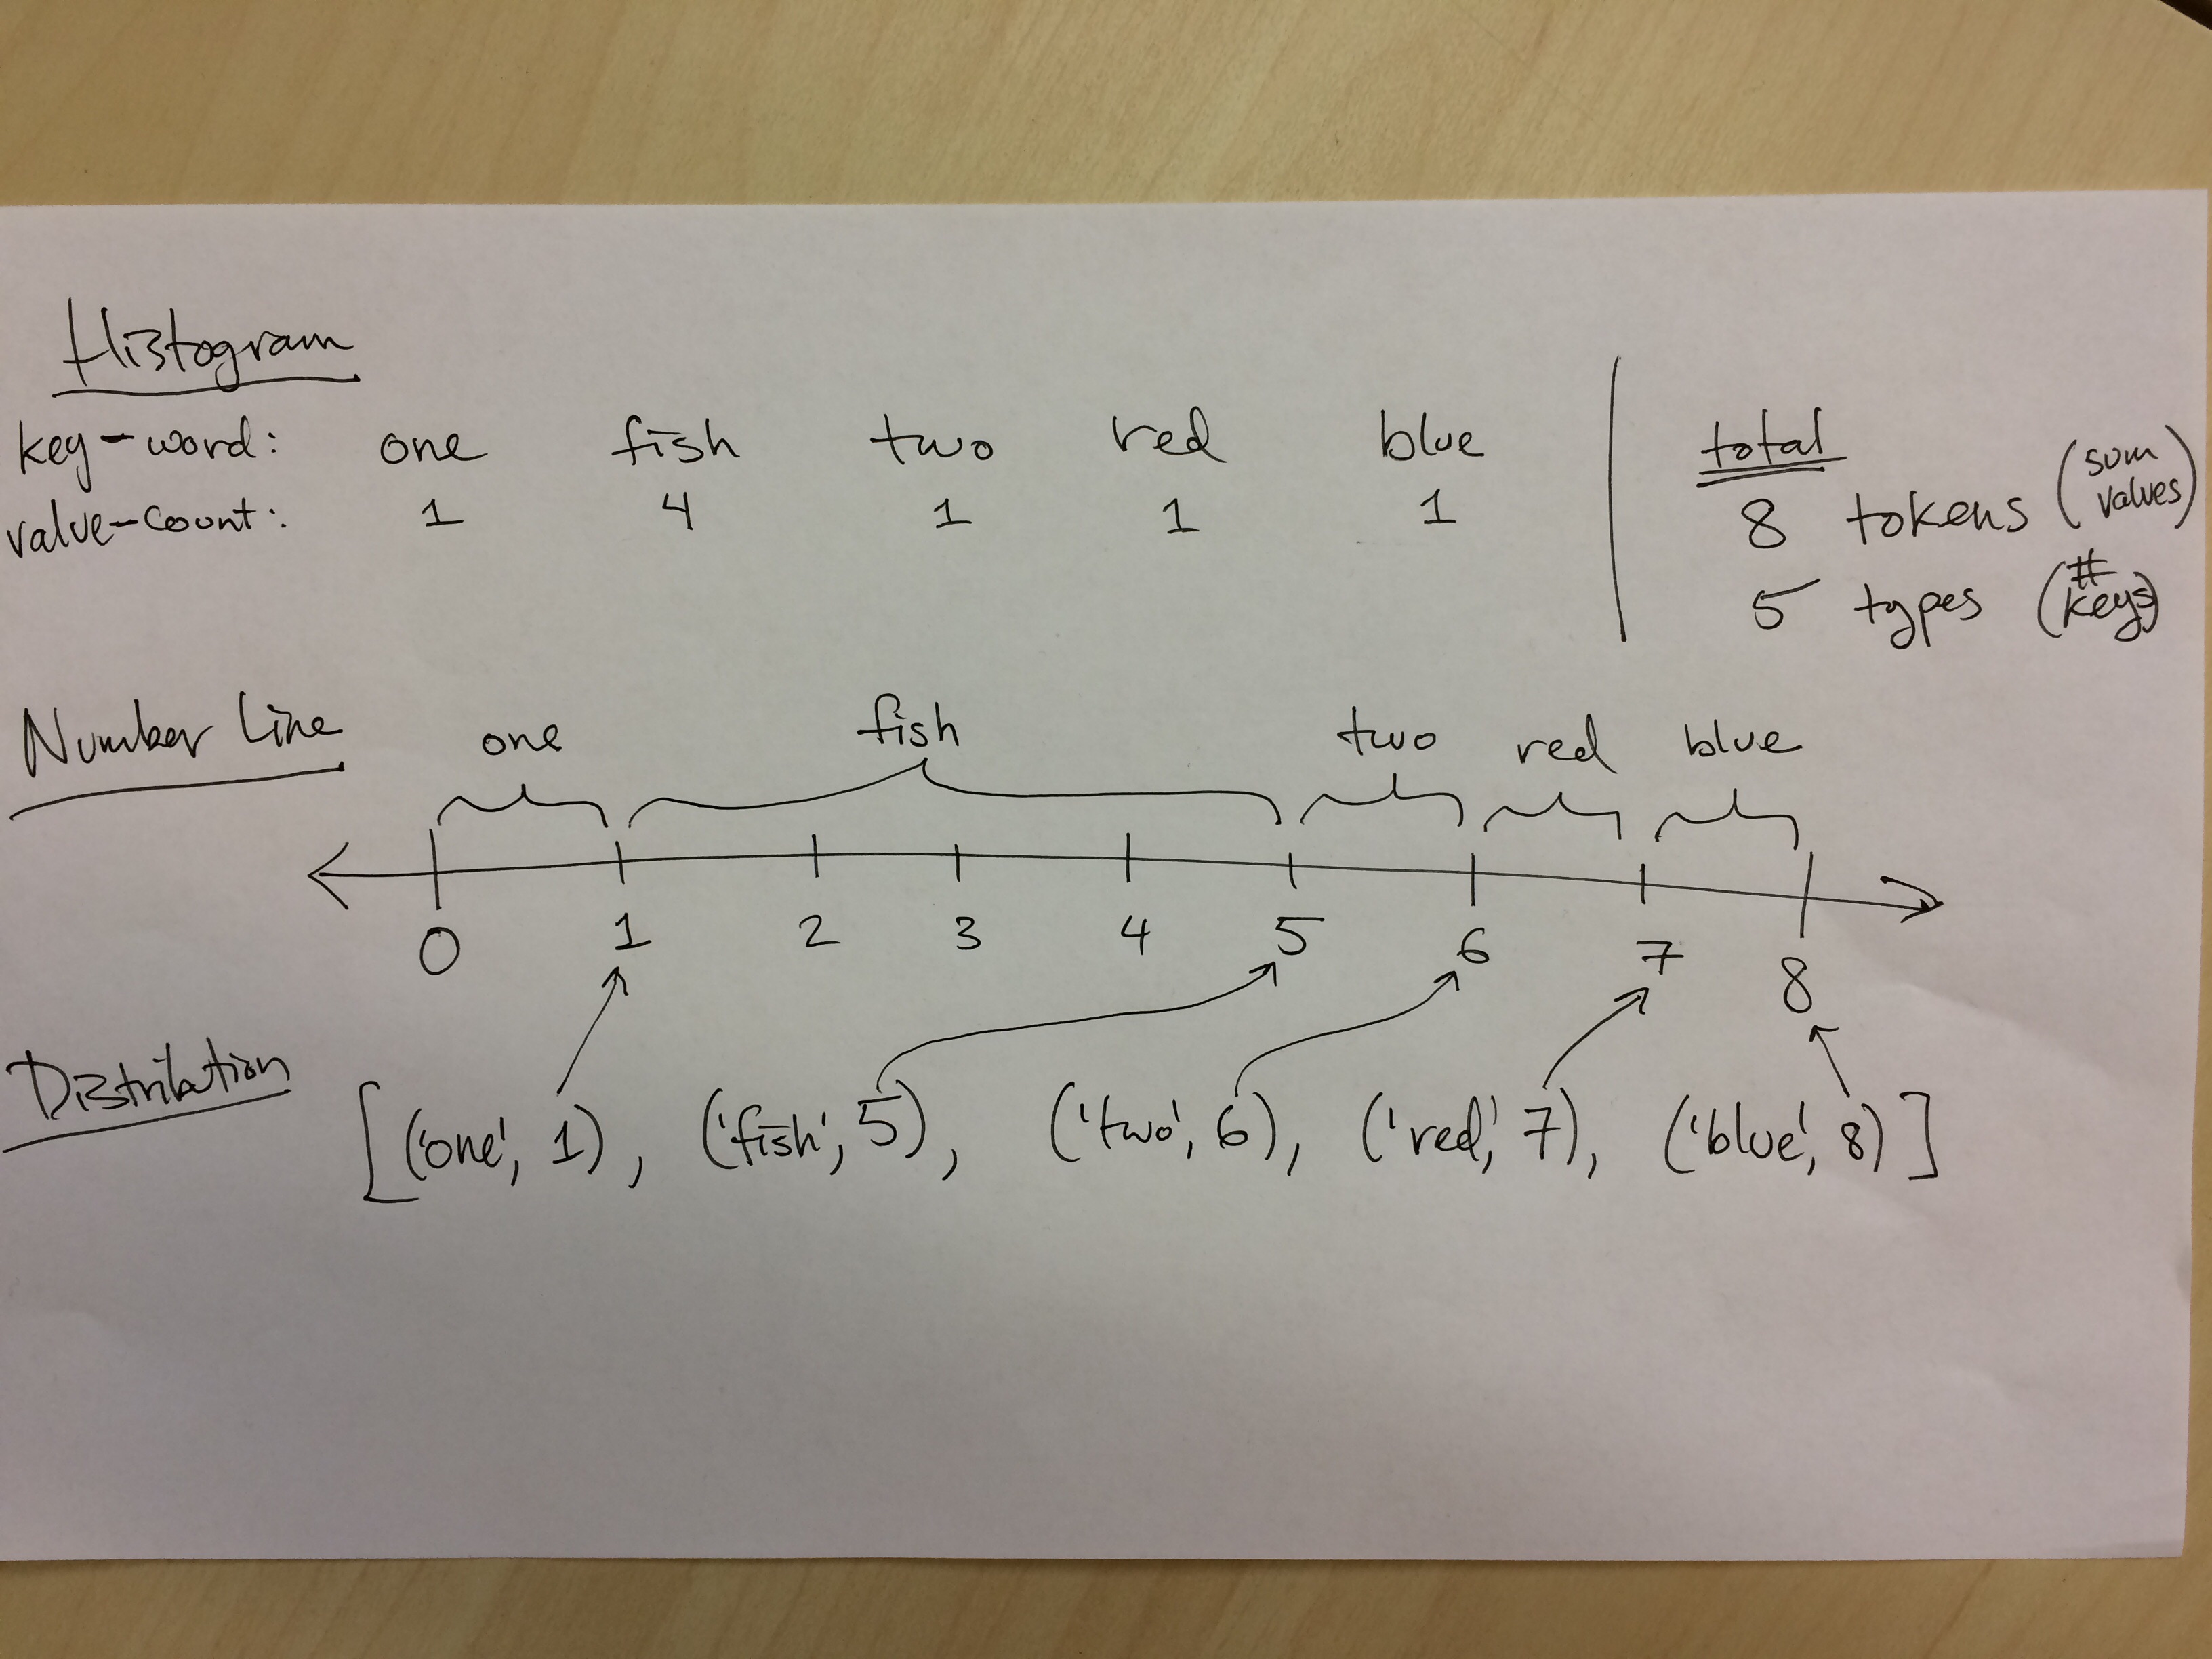 Histogram
key-word: one fish two red blue
value-count: 1 4 1 1 1
total
8 tokens (sum values)
5 types (# keys)
Number Line
one fish two red blue
0 1 2 3 4 5 6 7 8
Distribution
[('one', 1), ('fish', 5), ('two', 6), ('red', 7), ('blue', 8)]